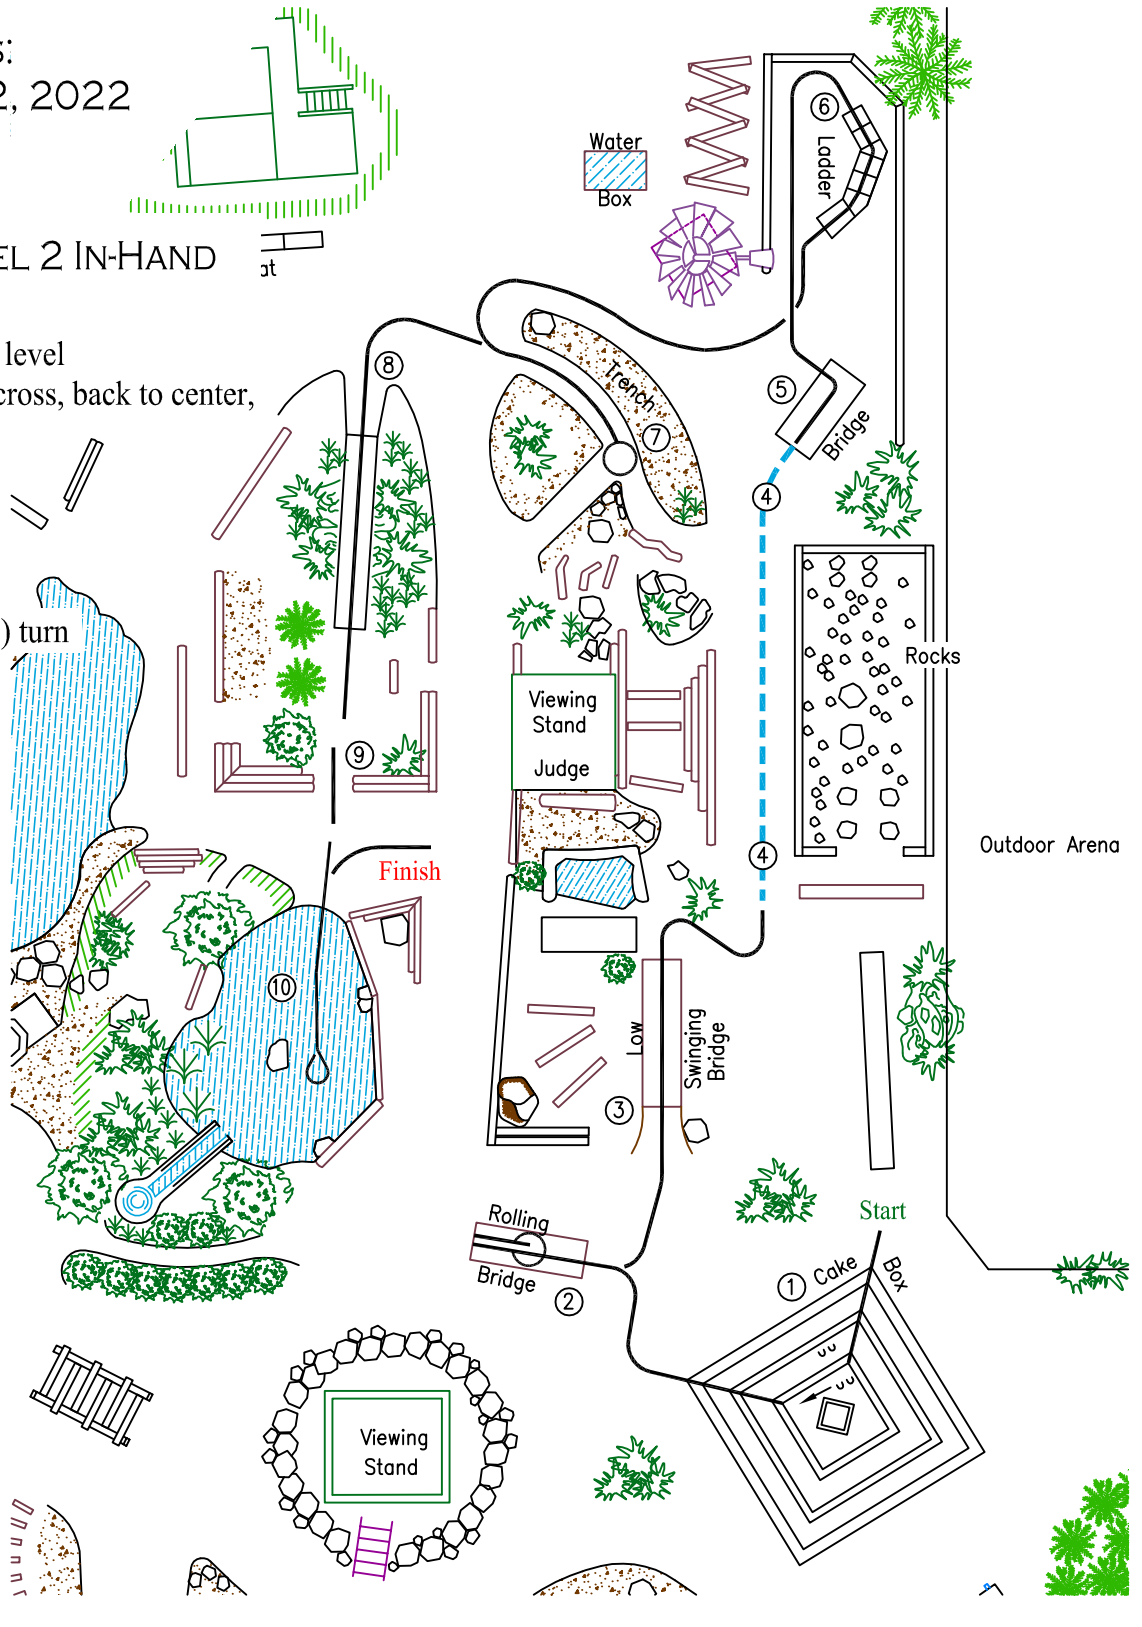 s:
2, 2022
EL 2 IN-HAND
at
level
cross, back to center,
) turn
Water
Box
6
Ladder
8
Trench
7
5
Bridge
4
Rocks
Viewing
Stand
Judge
9
4
Outdoor Arena
Finish
10
Low
Swinging
Bridge
3
Start
Rolling
Bridge
2
1
Cake
Box
Viewing
Stand